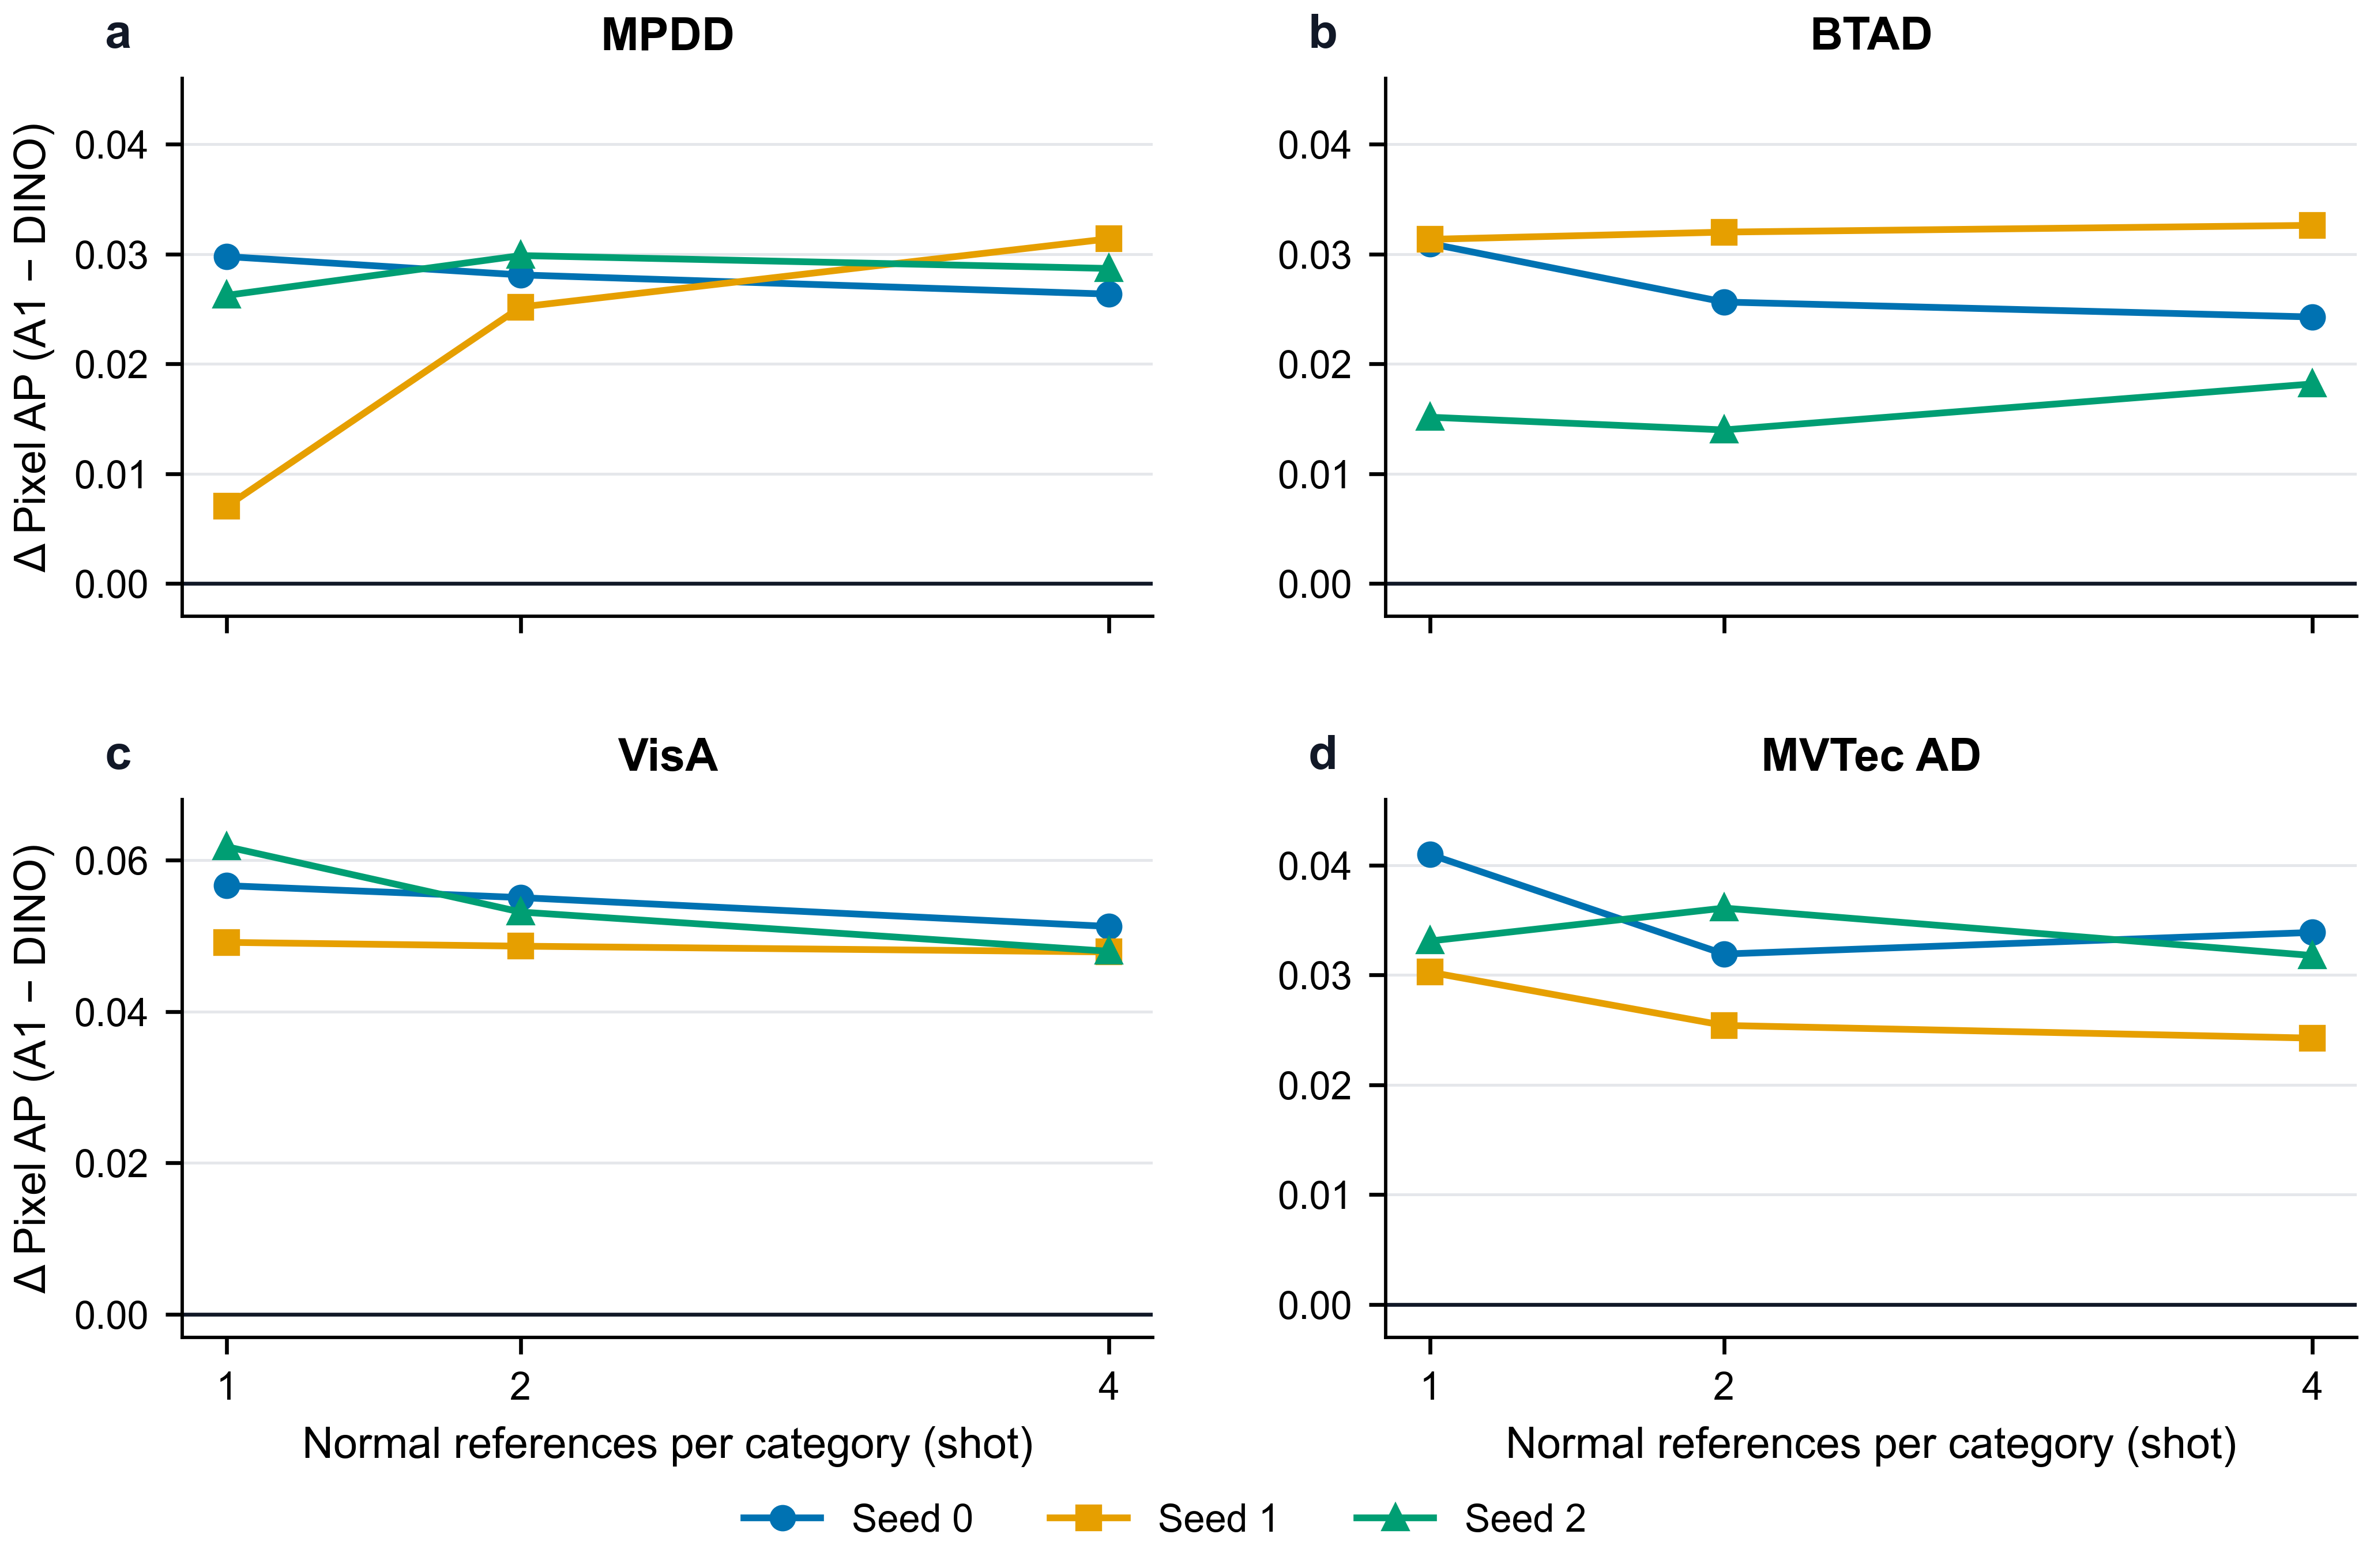 a
MPDD
Δ Pixel AP (A1 − DINO)
0.04
0.03
0.02
0.01
0.00
b
BTAD
0.04
0.03
0.02
0.01
0.00
c
VisA
Δ Pixel AP (A1 − DINO)
0.06
0.04
0.02
0.00
1
2
4
Normal references per category (shot)
d
MVTec AD
0.04
0.03
0.02
0.01
0.00
1
2
4
Normal references per category (shot)
Seed 0
Seed 1
Seed 2